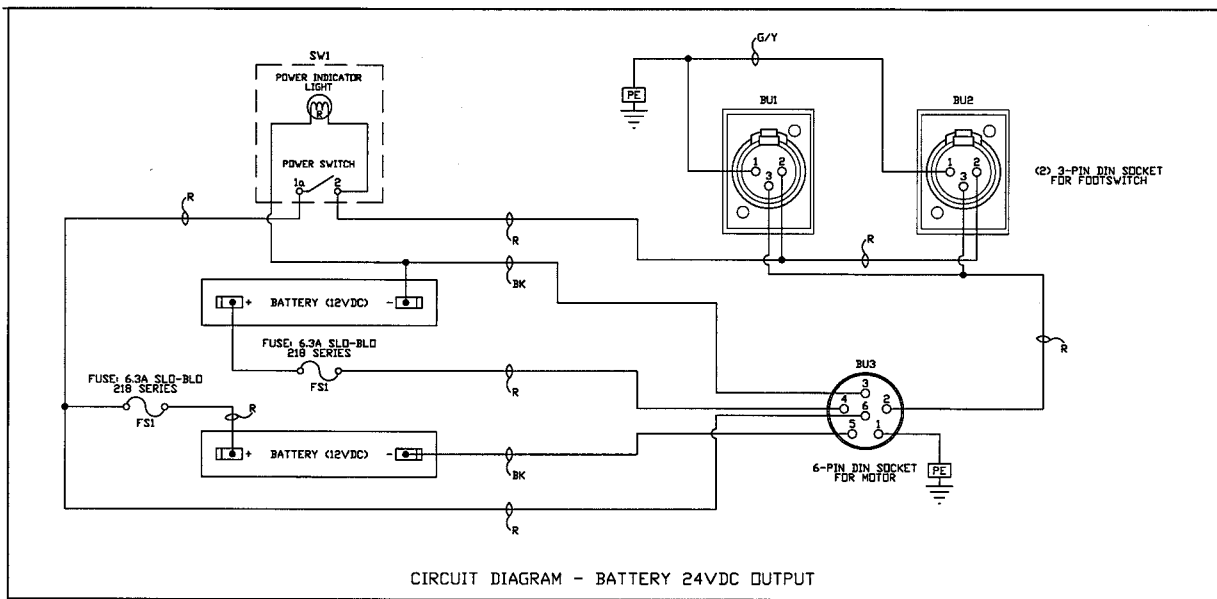 G/Y
SW1
POWER INDICATOR
LIGHT
R
PE
BU1
BU2
POWER SWITCH
1a
2
1
2
3
1
2
3
(2) 3-PIN DIN SOCKET
FOR FOOTSWITCH
R
R
R
BK
+ BATTERY (12VDC) -
FUSE: 6.3A SLO-BLO
218 SERIES
FS1
R
R
FUSE: 6.3A SLO-BLO
218 SERIES
FS1
R
BU3
3
4
6
2
5
1
+ BATTERY (12VDC) -
BK
6-PIN DIN SOCKET
FOR MOTOR
PE
R
CIRCUIT DIAGRAM - BATTERY 24VDC OUTPUT